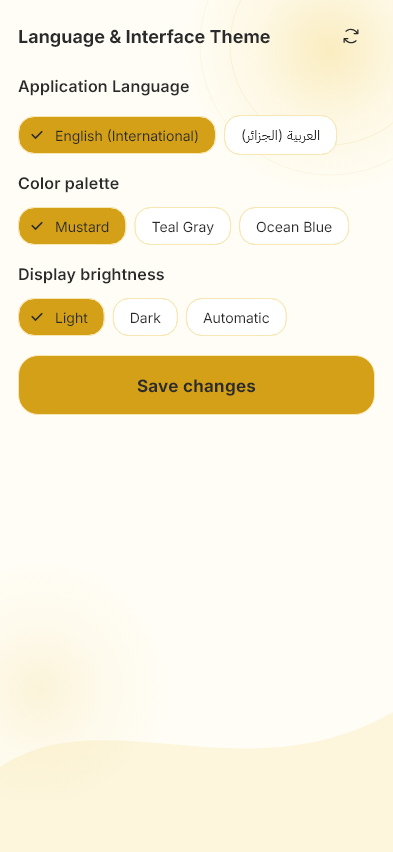 Language & Interface Theme
Application Language
English (International)
العربية (الجزائر)
Color palette
Mustard
Teal Gray
Ocean Blue
Display brightness
Light
Dark
Automatic
Save changes